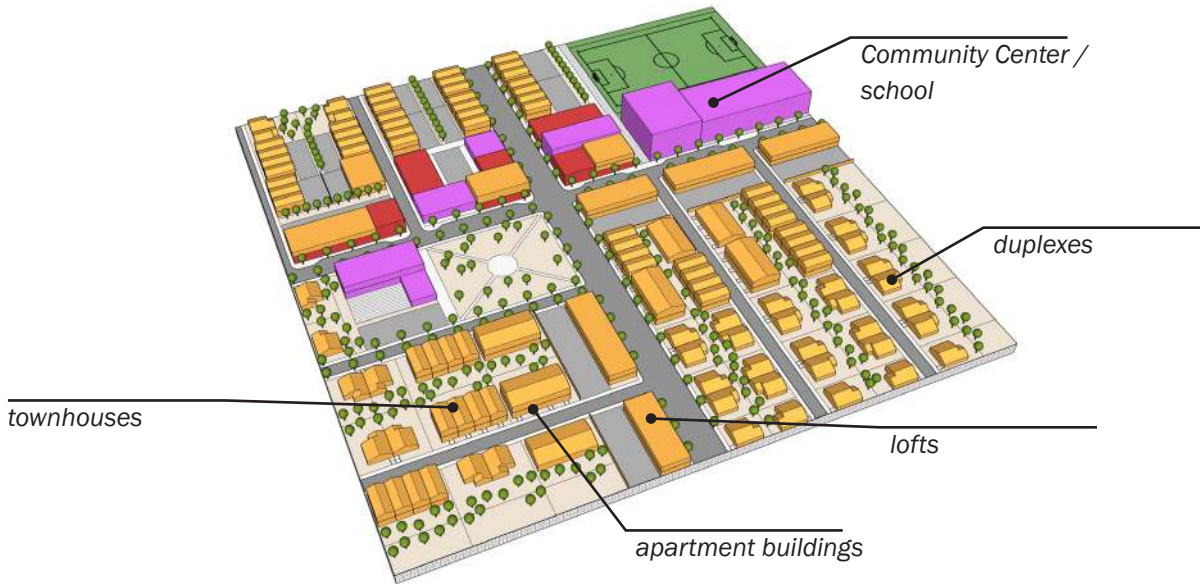 Community Center /
school
duplexes
townhouses
lofts
apartment buildings